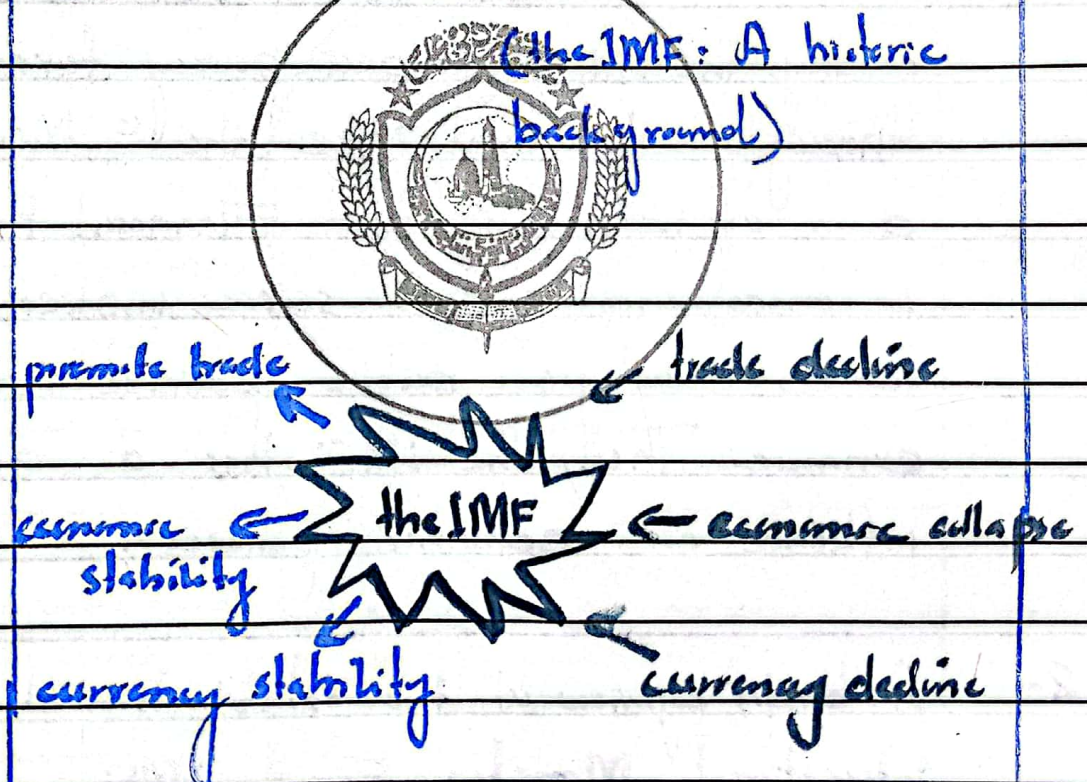 (the IMF: A historic
background)
promote trade
trade decline
the IMF
economic
economic collapse
stability
currency stability
currency decline